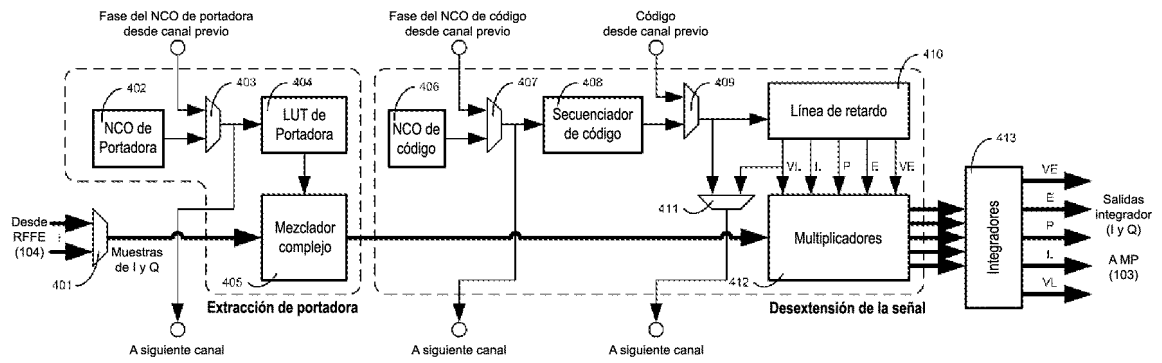 Fase del NCO de portadora
desde canal previo
Fase del NCO de código
desde canal previo
Código
desde canal previo
402
403
404
406
407
408
409
410
NCO de
Portadora
LUT de
Portadora
NCO de
código
Secuenciador
de código
Línea de retardo
413
VL
L
P
E
VE
411
Desde
RFFE
(104)
401
Muestras
de I y Q
Mezclador
complejo
405
Multiplicadores
412
Integradores
VE
E
P
L
VL
Salidas
integrador
(I y Q)
A MP
(103)
Extracción de portadora
Desextensión de la señal
A siguiente canal
A siguiente canal
A siguiente canal